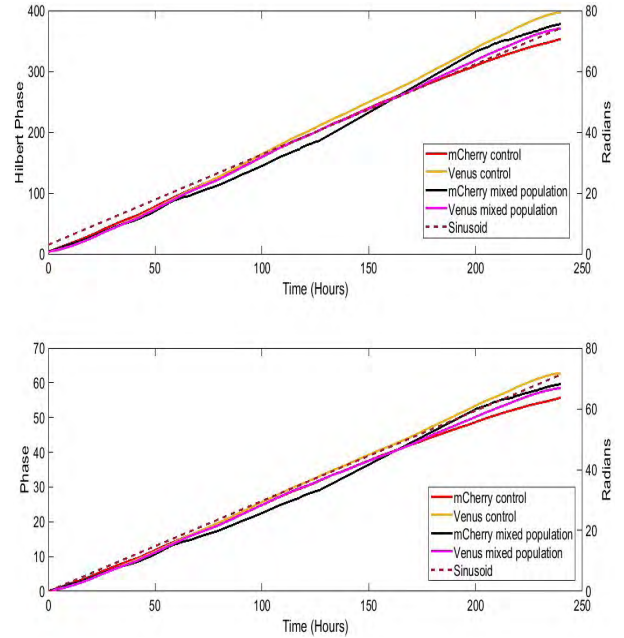 400
300
200
100
0
Hilbert Phase
80
60
40
20
0
Radians
mCherry control
Venus control
mCherry mixed population
Venus mixed population
Sinusoid
0 50 100 150 200 250
Time (Hours)
70
60
50
40
30
20
10
0
Phase
80
60
40
20
0
Radians
mCherry control
Venus control
mCherry mixed population
Venus mixed population
Sinusoid
0 50 100 150 200 250
Time (Hours)